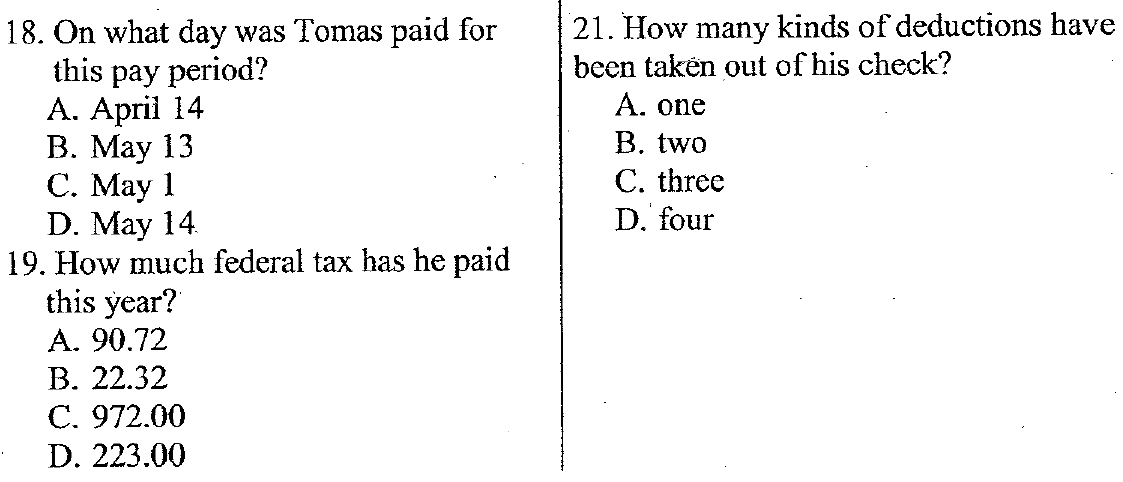 18. On what day was Tomas paid for
this pay period?
A. April 14
B. May 13
C. May 1
D. May 14
19. How much federal tax has he paid
this year?
A. 90.72
B. 22.32
C. 972.00
D. 223.00
21. How many kinds of deductions have
been taken out of his check?
A. one
B. two
C. three
D. four